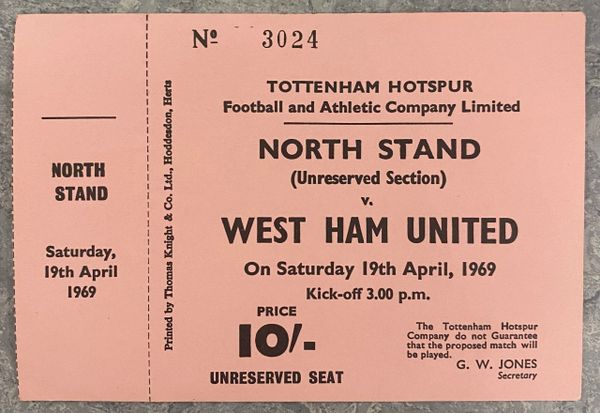 NORTH
STAND
Saturday,
19th April
1969
Printed by Thomas Knight & Co. Ltd., Hoddesdon, Herts
Nº 3024
TOTTENHAM HOTSPUR
Football and Athletic Company Limited
NORTH STAND
(Unreserved Section)
v.
WEST HAM UNITED
On Saturday 19th April, 1969
Kick-off 3.00 p.m.
PRICE
10/-
UNRESERVED SEAT
The Tottenham Hotspur
Company do not Guarantee
that the proposed match will
be played.
G. W. JONES
Secretary